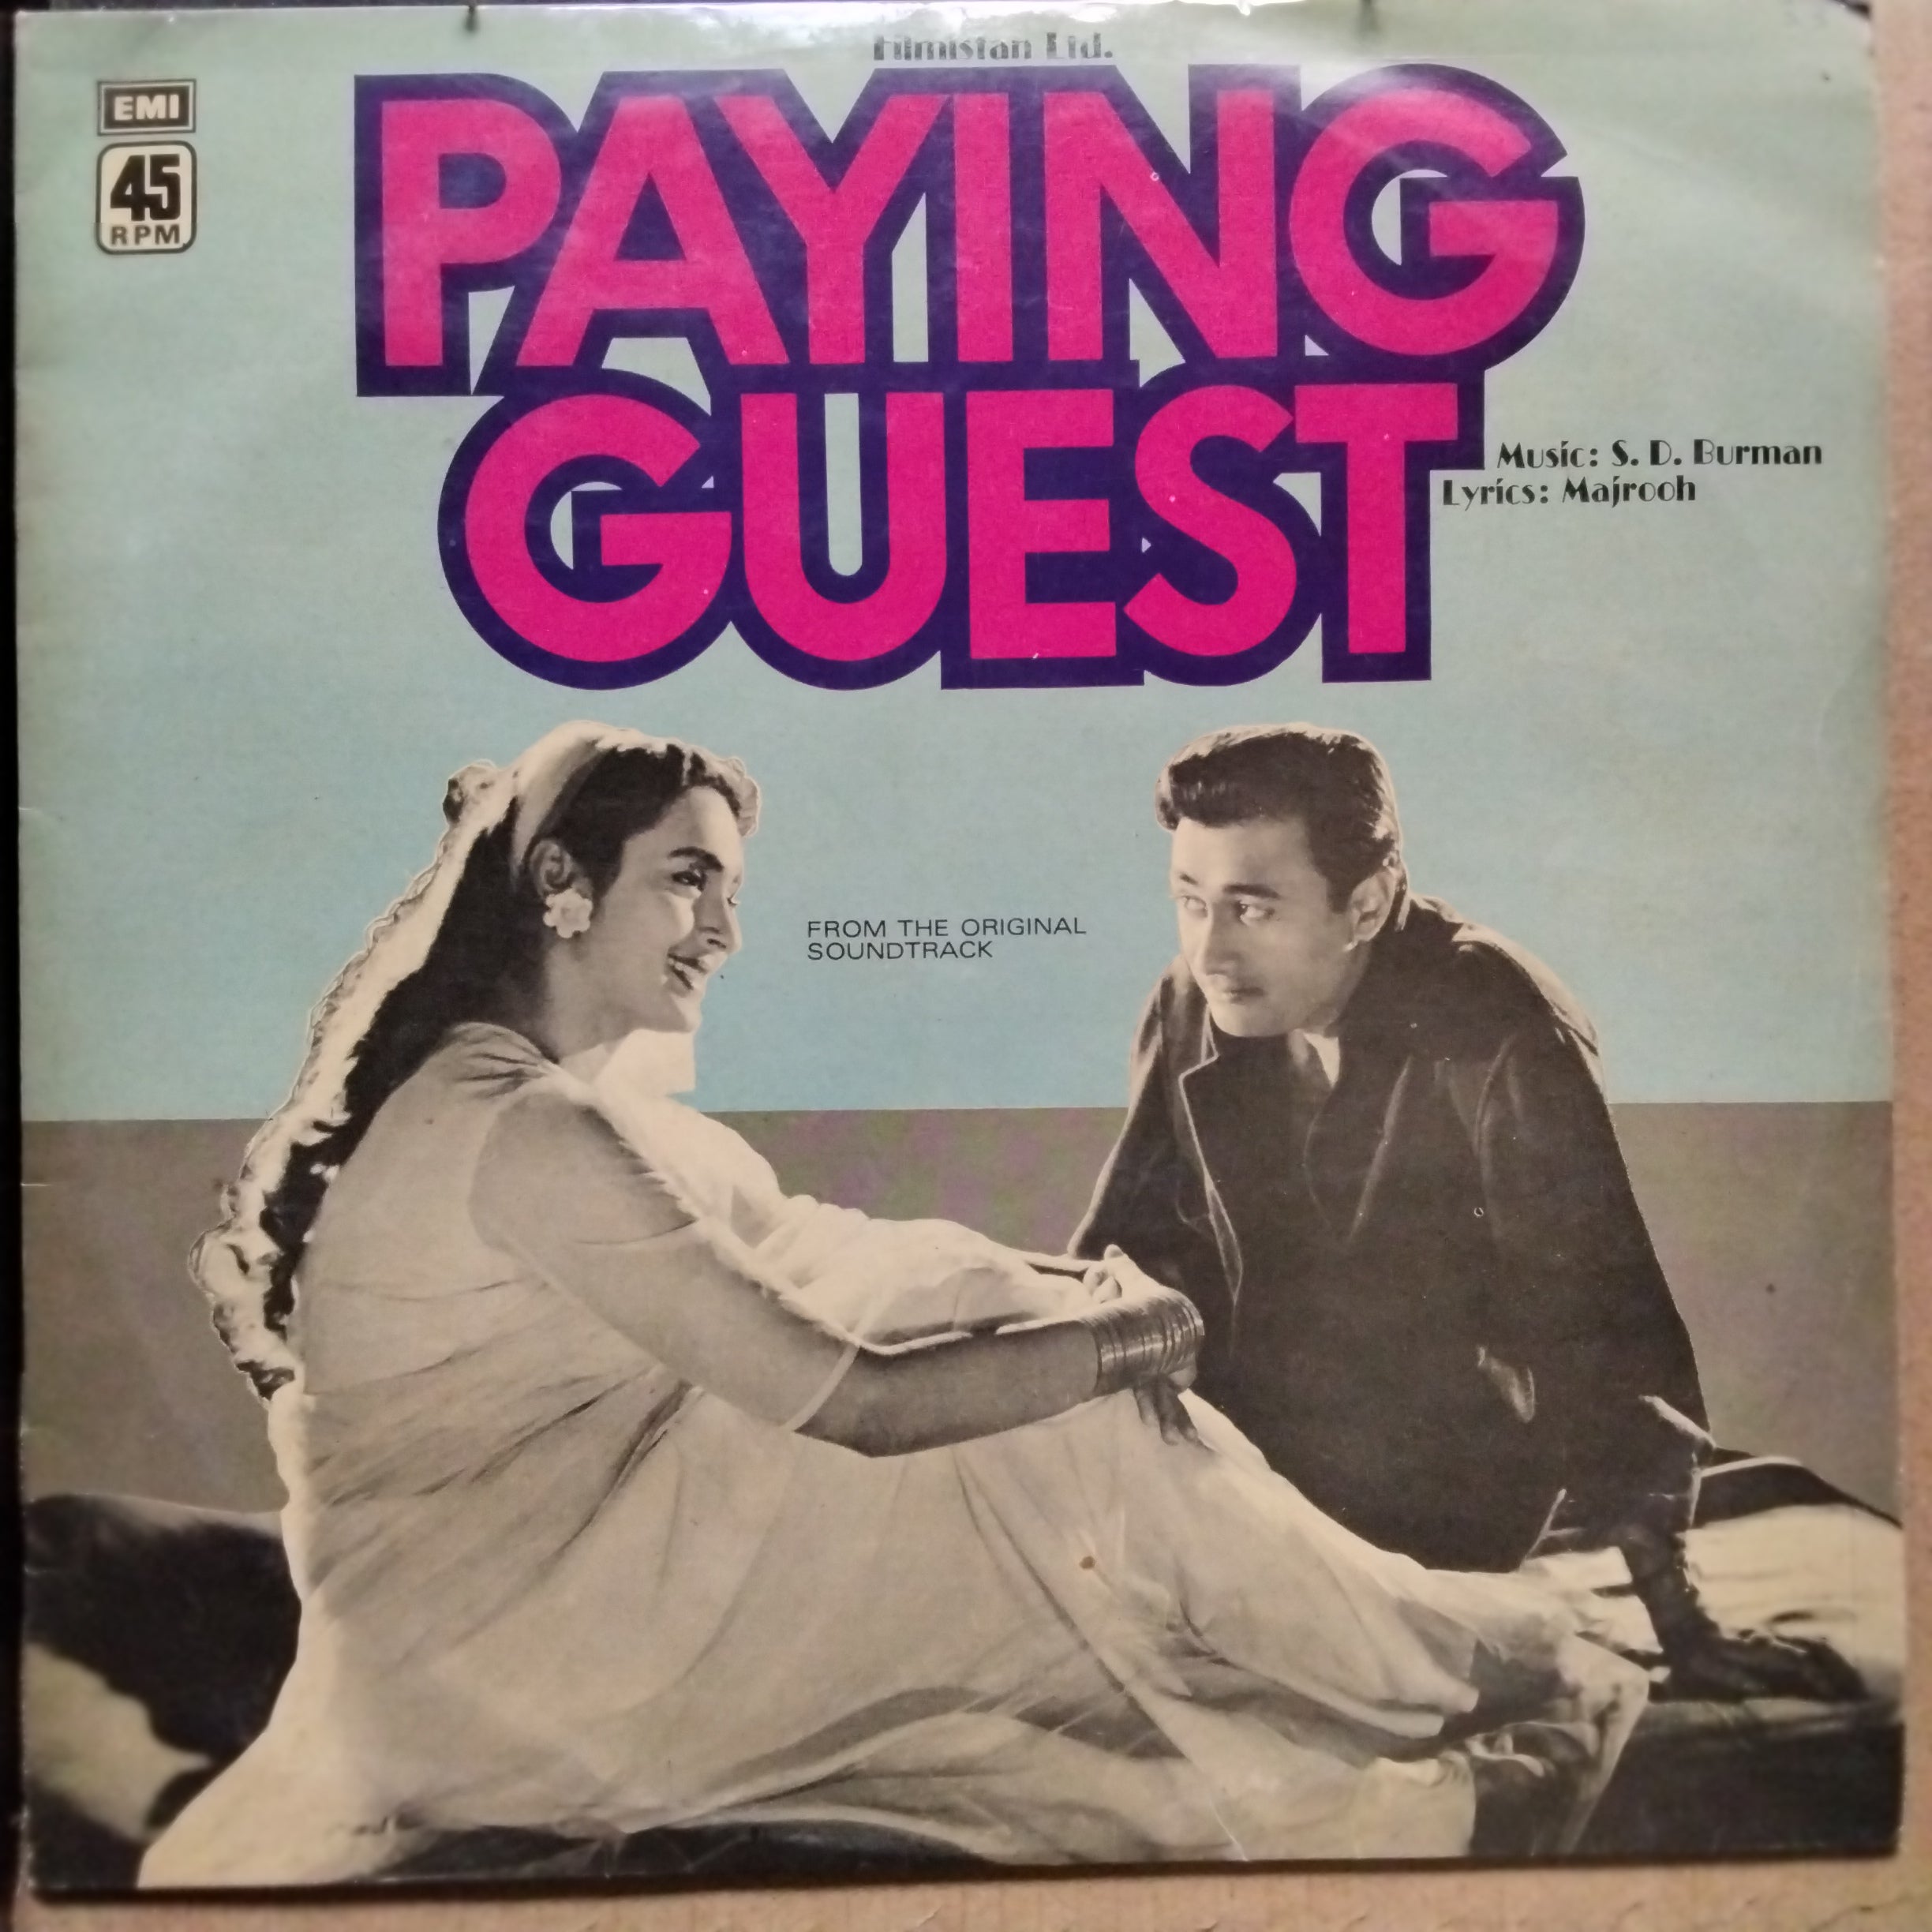 Filmistan Ltd.
EMI
45
RPM
PAYING
GUEST
Music: S. D. Burman
Lyrics: Majrooh
FROM THE ORIGINAL
SOUNDTRACK